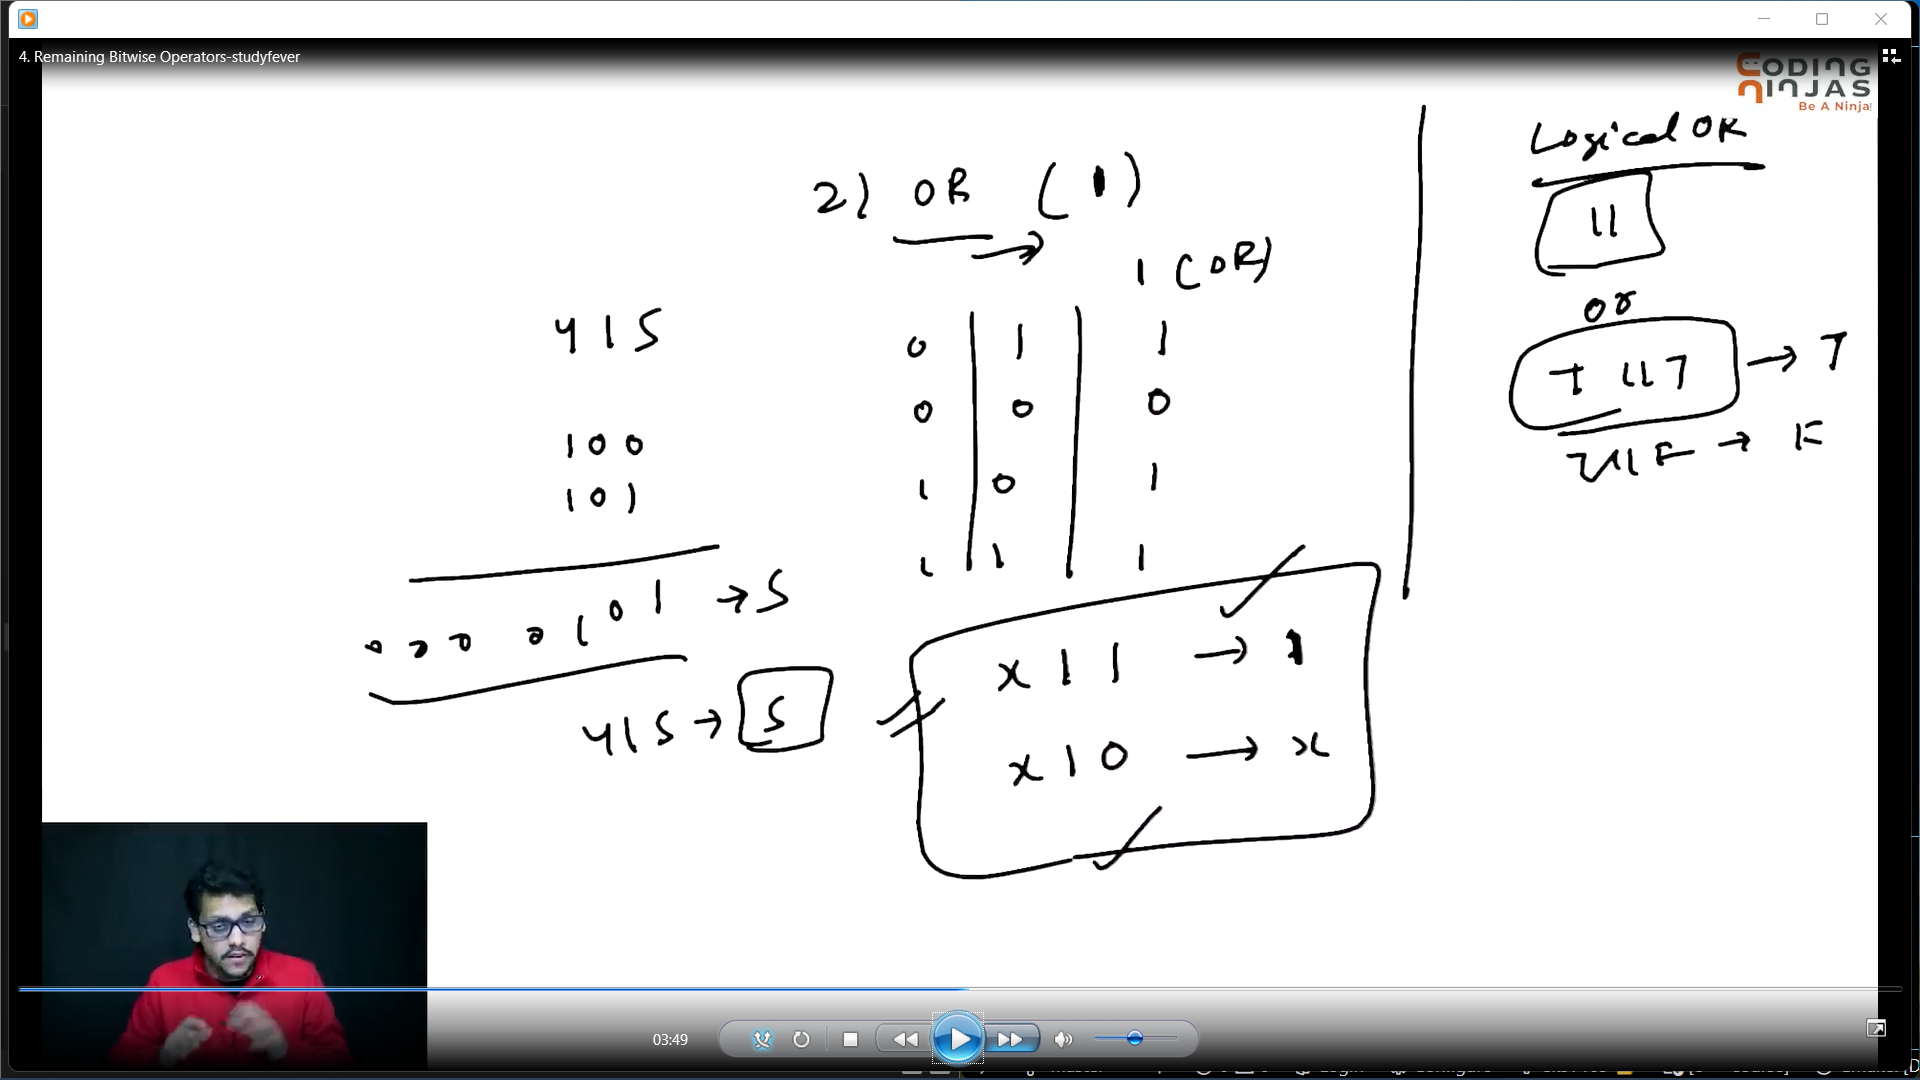 4. Remaining Bitwise Operators-studyfever
CODING
NINJAS
Be A Ninja
2) OR ( | )
| (OR)
4 | 5
0 1 1
0 0 0
1 0 1
1 1 1
100
101
000 0101 → 5
4 | 5 → 5
x | 1 → 1
x | 0 → x
Logical OR
||
or
T || T → T
F || F → F
03:49